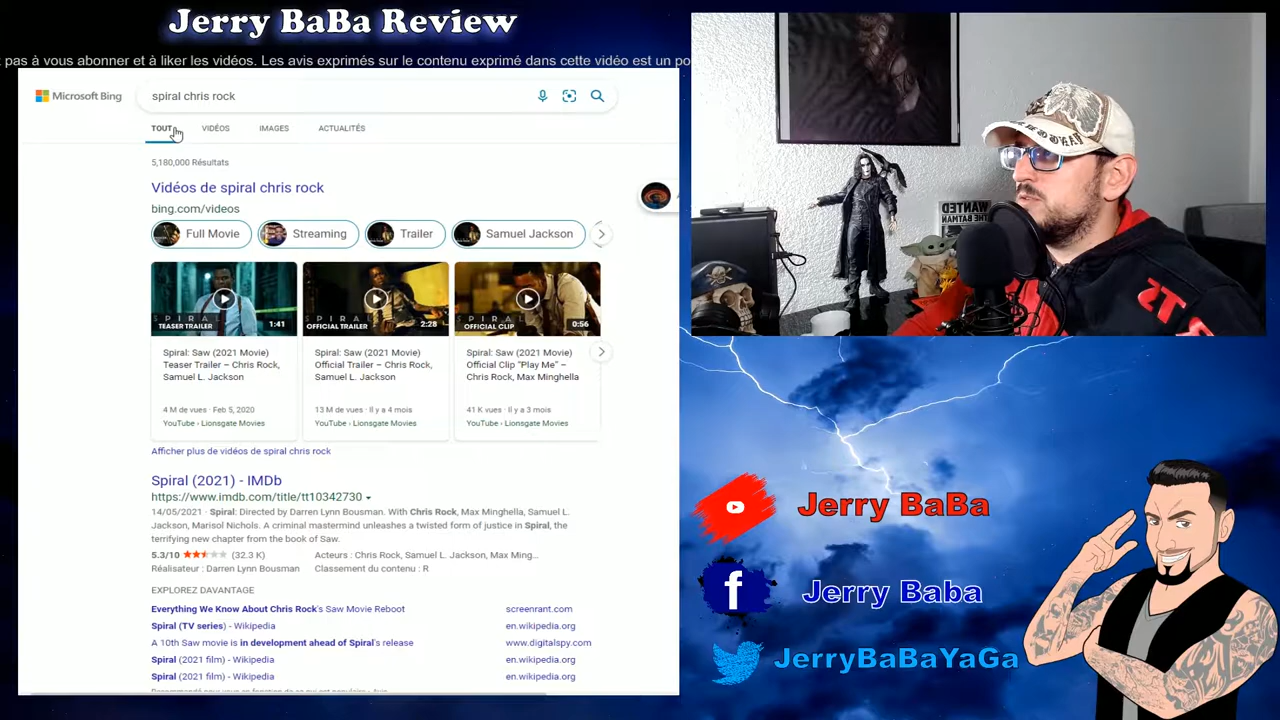 Jerry BaBa Review
pas à vous abonner et à liker les vidéos. Les avis exprimés sur le contenu exprimé dans cette vidéo est un po
Microsoft Bing
spiral chris rock
TOUT
VIDÉOS
IMAGES
ACTUALITÉS
5,180,000 Résultats
Vidéos de spiral chris rock
bing.com/videos
Full Movie
Streaming
Trailer
Samuel Jackson
SPIRAL
TEASER TRAILER
1:41
SPIRAL
OFFICIAL TRAILER
2:28
SPIRAL
OFFICIAL CLIP
0:56
Spiral: Saw (2021 Movie)
Teaser Trailer – Chris Rock,
Samuel L. Jackson
4 M de vues · Feb 5, 2020
YouTube › Lionsgate Movies
Spiral: Saw (2021 Movie)
Official Trailer – Chris Rock,
Samuel L. Jackson
13 M de vues · Il y a 4 mois
YouTube › Lionsgate Movies
Spiral: Saw (2021 Movie)
Official Clip "Play Me" –
Chris Rock, Max Minghella
41 K vues · Il y a 3 mois
YouTube › Lionsgate Movies
Afficher plus de vidéos de spiral chris rock
Spiral (2021) - IMDb
https://www.imdb.com/title/tt10342730
14/05/2021 · Spiral: Directed by Darren Lynn Bousman. With Chris Rock, Max Minghella, Samuel L.
Jackson, Marisol Nichols. A criminal mastermind unleashes a twisted form of justice in Spiral, the
terrifying new chapter from the book of Saw.
5.3/10 (32.3 K)
Acteurs : Chris Rock, Samuel L. Jackson, Max Ming...
Réalisateur : Darren Lynn Bousman
Classement du contenu : R
EXPLOREZ DAVANTAGE
Everything We Know About Chris Rock's Saw Movie Reboot screenrant.com
Spiral (TV series) - Wikipedia en.wikipedia.org
A 10th Saw movie is in development ahead of Spiral's release www.digitalspy.com
Spiral (2021 film) - Wikipedia en.wikipedia.org
Spiral (2021 film) - Wikipedia en.wikipedia.org
WANTED
THE BATMAN
Jerry BaBa
Jerry Baba
JerryBaBaYaGa